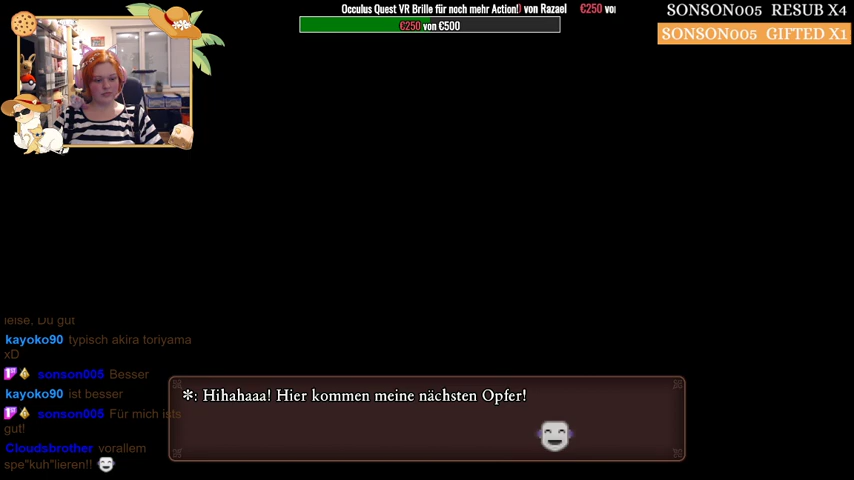 Occulus Quest VR Brille für noch mehr Action!) von Razael €250 von
€250 von €500
SONSON005 RESUB X4
SONSON005 GIFTED X1
leise, Du gut
kayoko90 typisch akira toriyama
xD
sonson005 Besser
kayoko90 ist besser
sonson005 Für mich ists
gut!
Cloudsbrother vorallem
spe"kuh"lieren!!
*: Hihahaaa! Hier kommen meine nächsten Opfer!